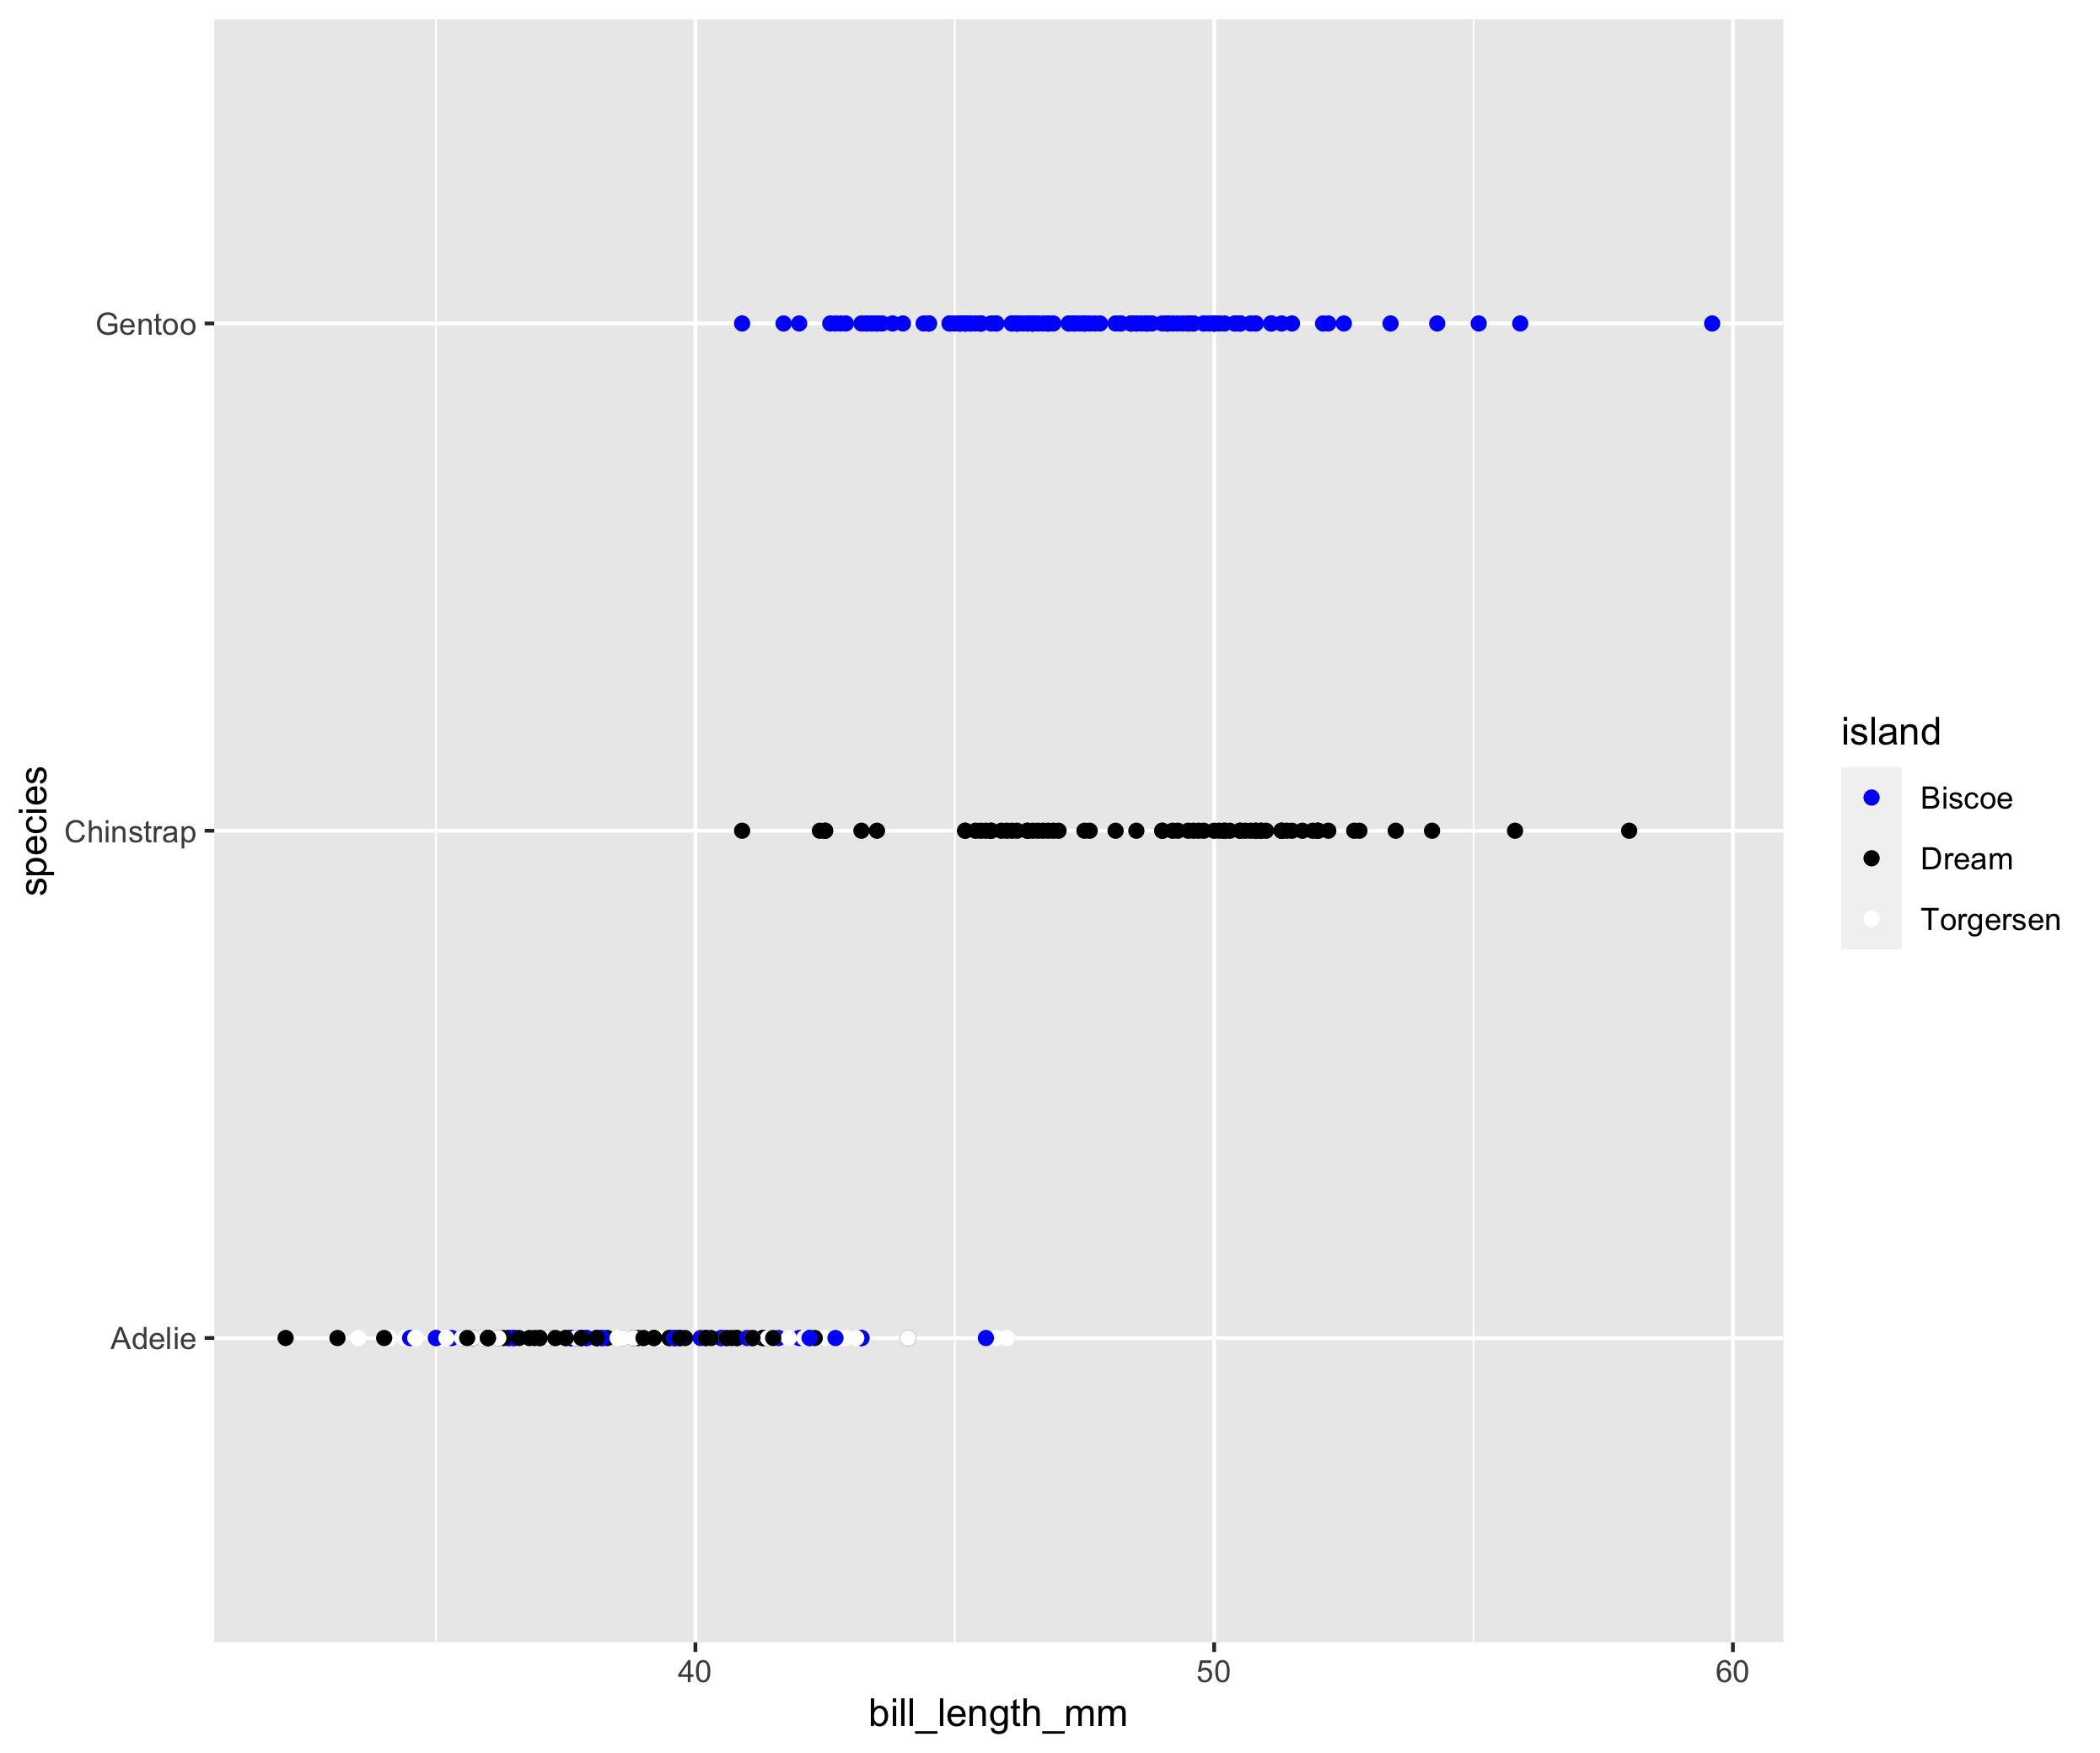 Gentoo
Chinstrap
Adelie
species
40 50 60
bill_length_mm
island
Biscoe
Dream
Torgersen